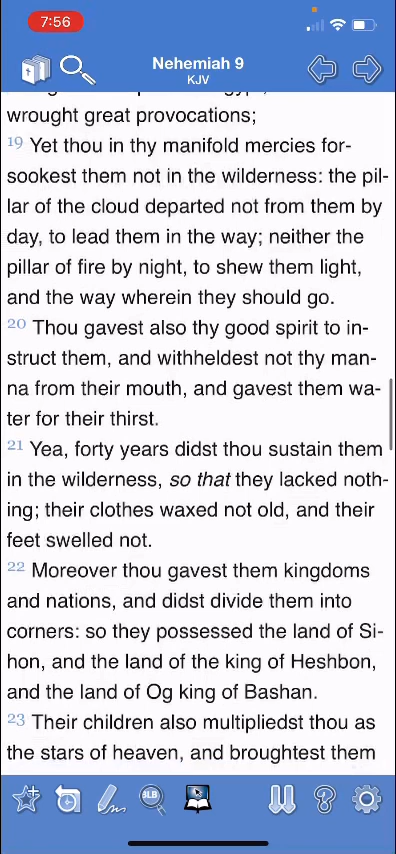 7:56
Nehemiah 9
KJV
wrought great provocations;
19 Yet thou in thy manifold mercies for-
sookest them not in the wilderness: the pil-
lar of the cloud departed not from them by
day, to lead them in the way; neither the
pillar of fire by night, to shew them light,
and the way wherein they should go.
20 Thou gavest also thy good spirit to in-
struct them, and withheldest not thy man-
na from their mouth, and gavest them wa-
ter for their thirst.
21 Yea, forty years didst thou sustain them
in the wilderness, so that they lacked noth-
ing; their clothes waxed not old, and their
feet swelled not.
22 Moreover thou gavest them kingdoms
and nations, and didst divide them into
corners: so they possessed the land of Si-
hon, and the land of the king of Heshbon,
and the land of Og king of Bashan.
23 Their children also multipliedst thou as
the stars of heaven, and broughtest them
BLB